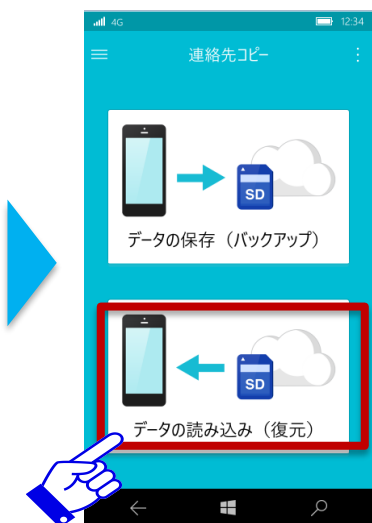 4G 12:34
連絡先コピー
SD
データの保存（バックアップ）
SD
データの読み込み（復元）